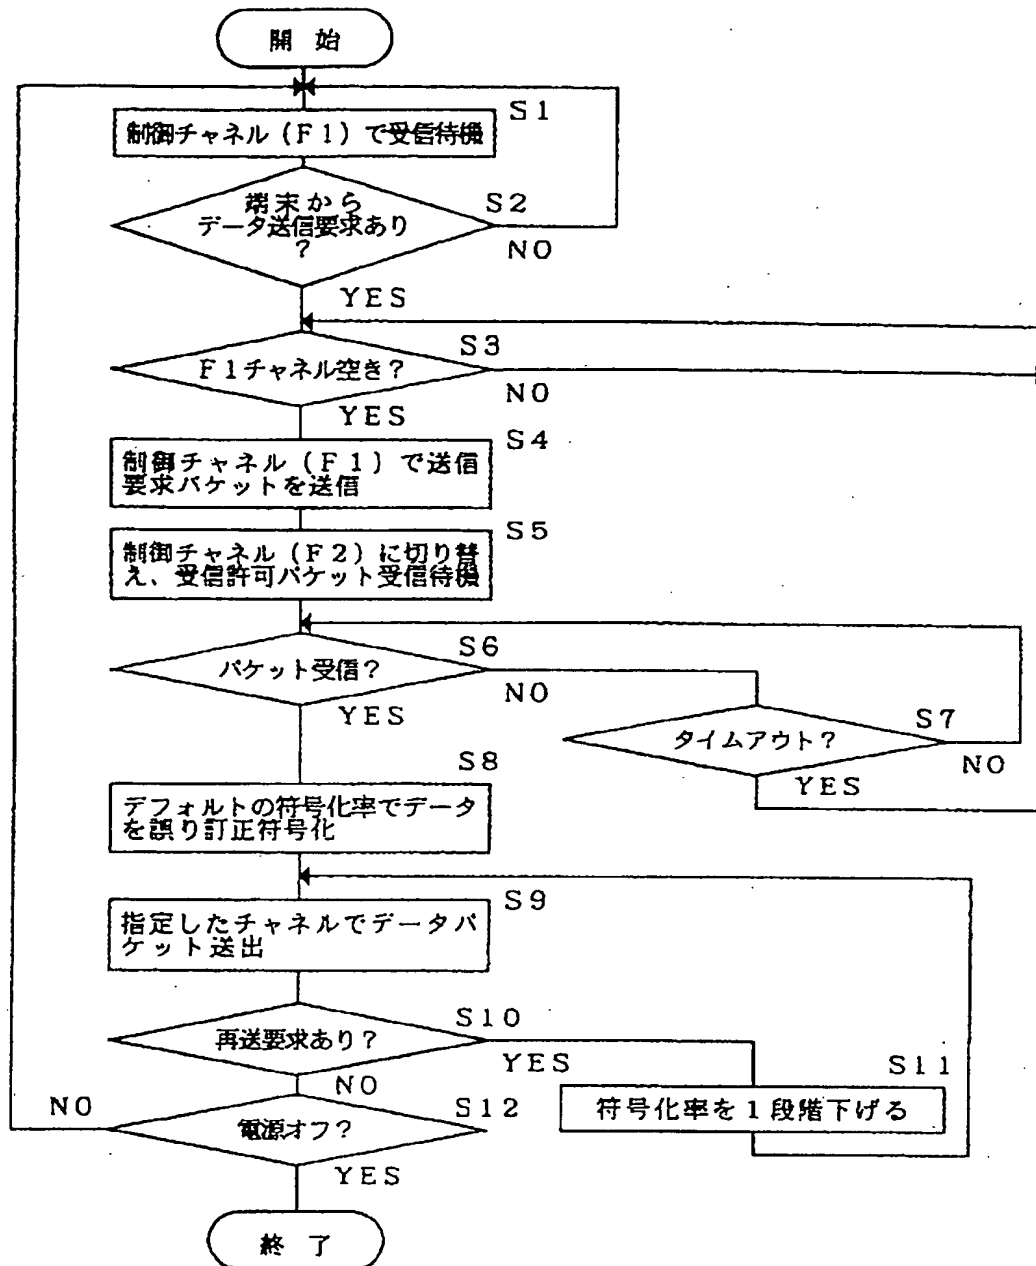 開始
S1
制御チャネル(F1)で受信待機
端末から
データ送信要求あり
?
S2
NO
YES
F1チャネル空き?
S3
NO
YES
S4
制御チャネル(F1)で送信
要求パケットを送信
S5
制御チャネル(F2)に切り替
え、受信許可パケット受信待機
パケット受信?
S6
NO
YES
タイムアウト?
S7
NO
YES
S8
デフォルトの符号化率でデータ
を誤り訂正符号化
S9
指定したチャネルでデータパ
ケット送出
再送要求あり?
S10
YES
NO
S11
符号化率を1段階下げる
NO
電源オフ?
S12
YES
終了